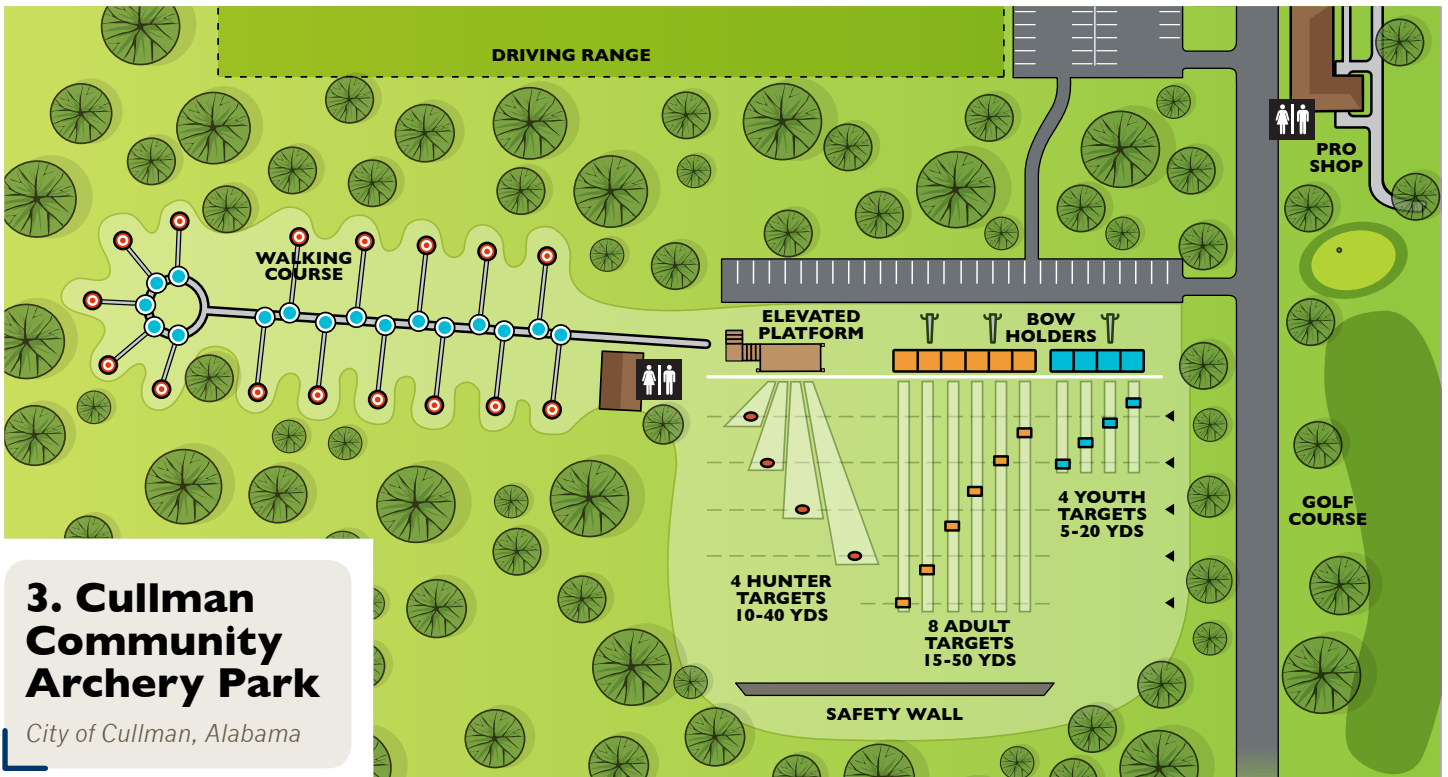 DRIVING RANGE
PRO
SHOP
WALKING
COURSE
ELEVATED
PLATFORM
BOW
HOLDERS
4 YOUTH
TARGETS
5-20 YDS
GOLF
COURSE
4 HUNTER
TARGETS
10-40 YDS
8 ADULT
TARGETS
15-50 YDS
SAFETY WALL
3. Cullman
Community
Archery Park
City of Cullman, Alabama